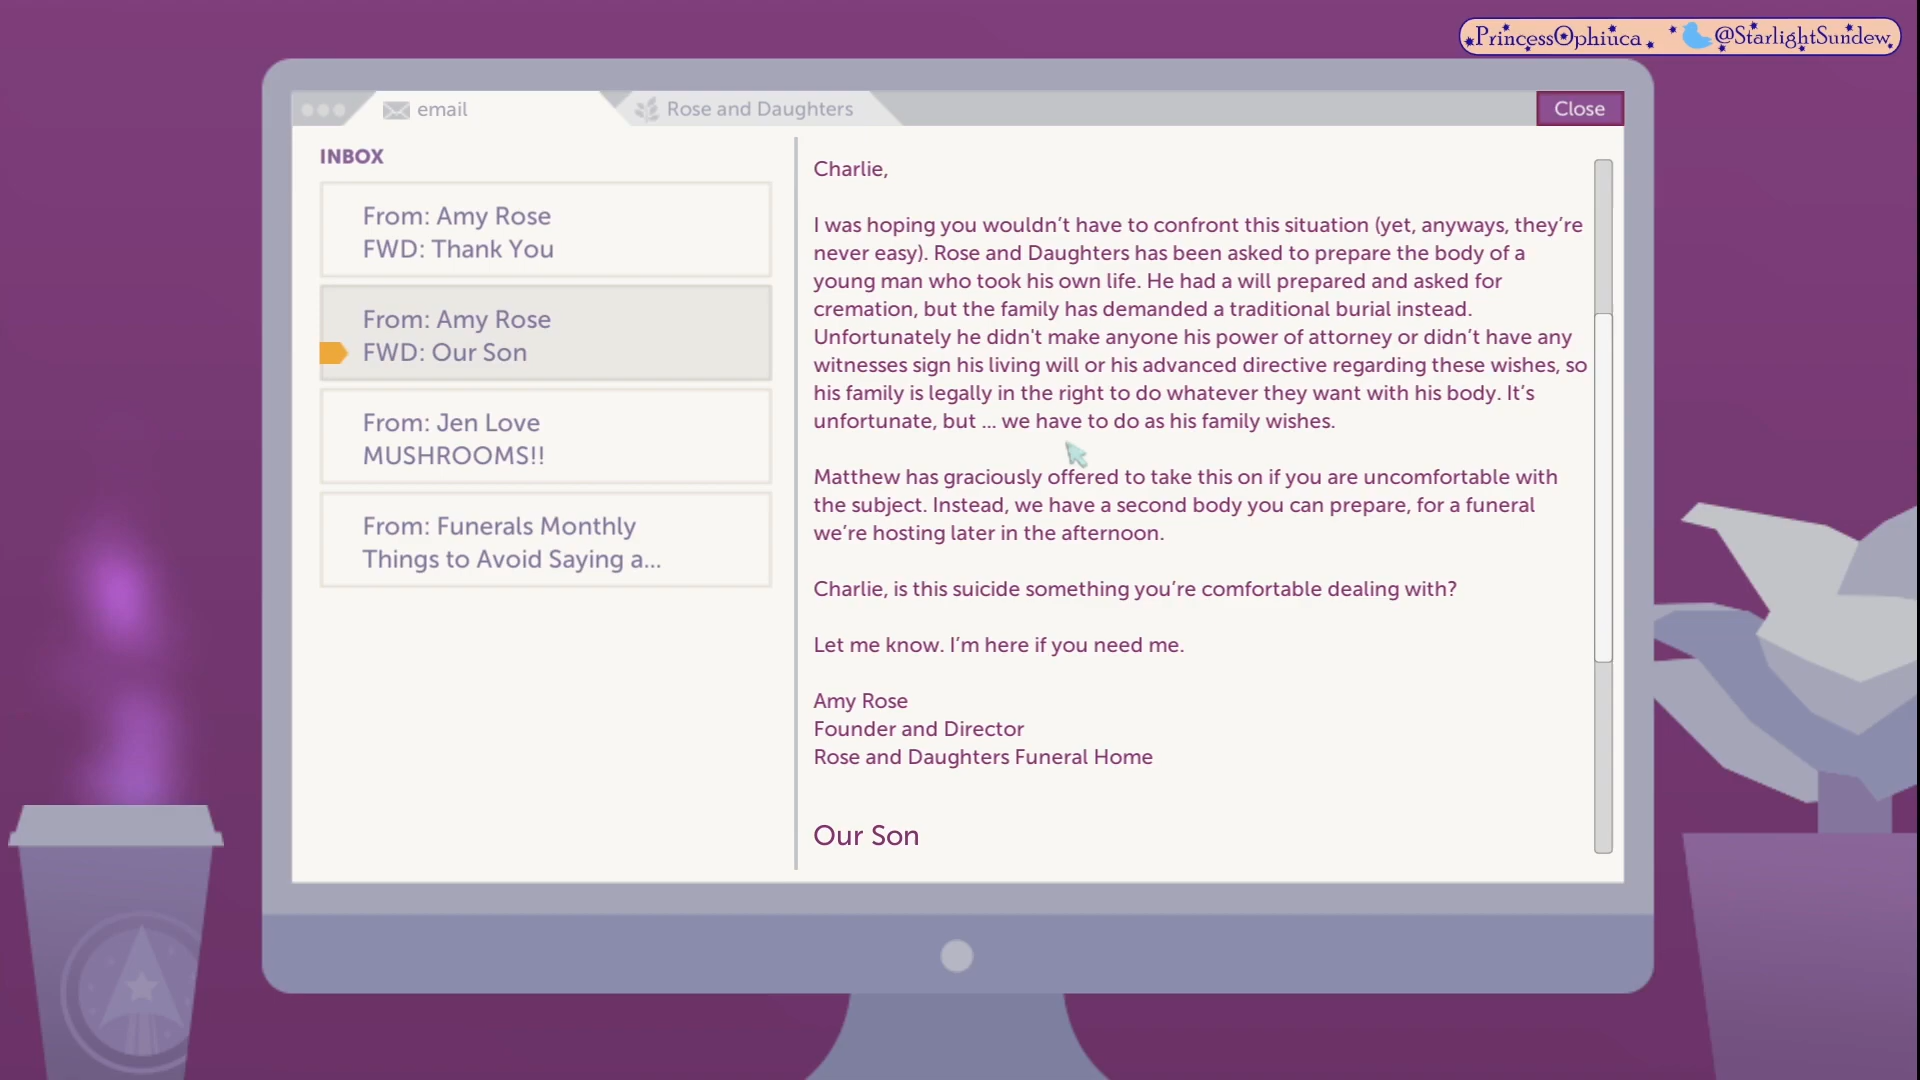 PrincessOphiuca @StarlightSundew
email Rose and Daughters Close
INBOX
From: Amy Rose
FWD: Thank You
From: Amy Rose
FWD: Our Son
From: Jen Love
MUSHROOMS!!
From: Funerals Monthly
Things to Avoid Saying a...
Charlie,
I was hoping you wouldn’t have to confront this situation (yet, anyways, they’re
never easy). Rose and Daughters has been asked to prepare the body of a
young man who took his own life. He had a will prepared and asked for
cremation, but the family has demanded a traditional burial instead.
Unfortunately he didn't make anyone his power of attorney or didn’t have any
witnesses sign his living will or his advanced directive regarding these wishes, so
his family is legally in the right to do whatever they want with his body. It’s
unfortunate, but ... we have to do as his family wishes.
Matthew has graciously offered to take this on if you are uncomfortable with
the subject. Instead, we have a second body you can prepare, for a funeral
we’re hosting later in the afternoon.
Charlie, is this suicide something you’re comfortable dealing with?
Let me know. I’m here if you need me.
Amy Rose
Founder and Director
Rose and Daughters Funeral Home
Our Son